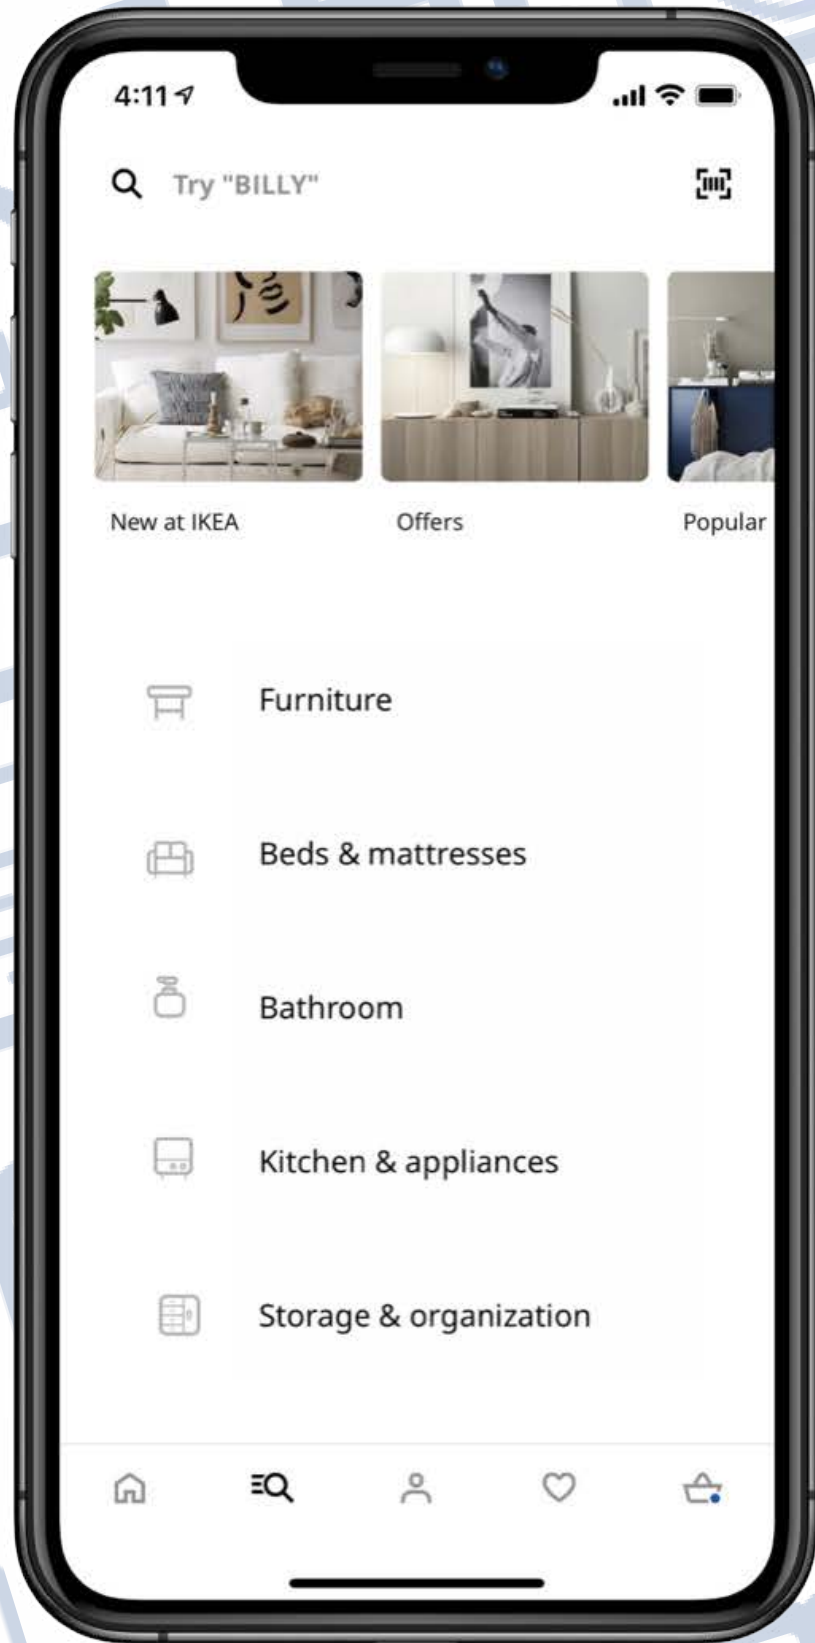 4:11
Try "BILLY"
New at IKEA
Offers
Popular
Furniture
Beds & mattresses
Bathroom
Kitchen & appliances
Storage & organization